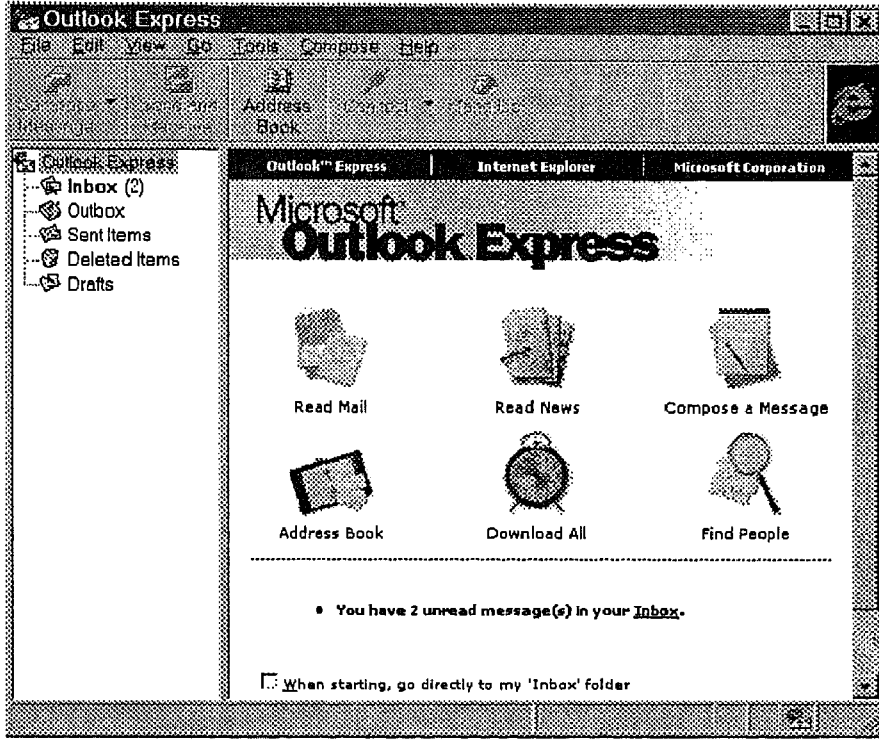 Outlook Express
File Edit View Go Tools Compose Help
Address
Book
Outlook Express
Inbox (2)
Outbox
Sent Items
Deleted Items
Drafts
Outlook™ Express Internet Explorer Microsoft Corporation
Microsoft
Outlook Express
Read Mail Read News Compose a Message
Address Book Download All Find People
• You have 2 unread message(s) in your Inbox.
When starting, go directly to my 'Inbox' folder